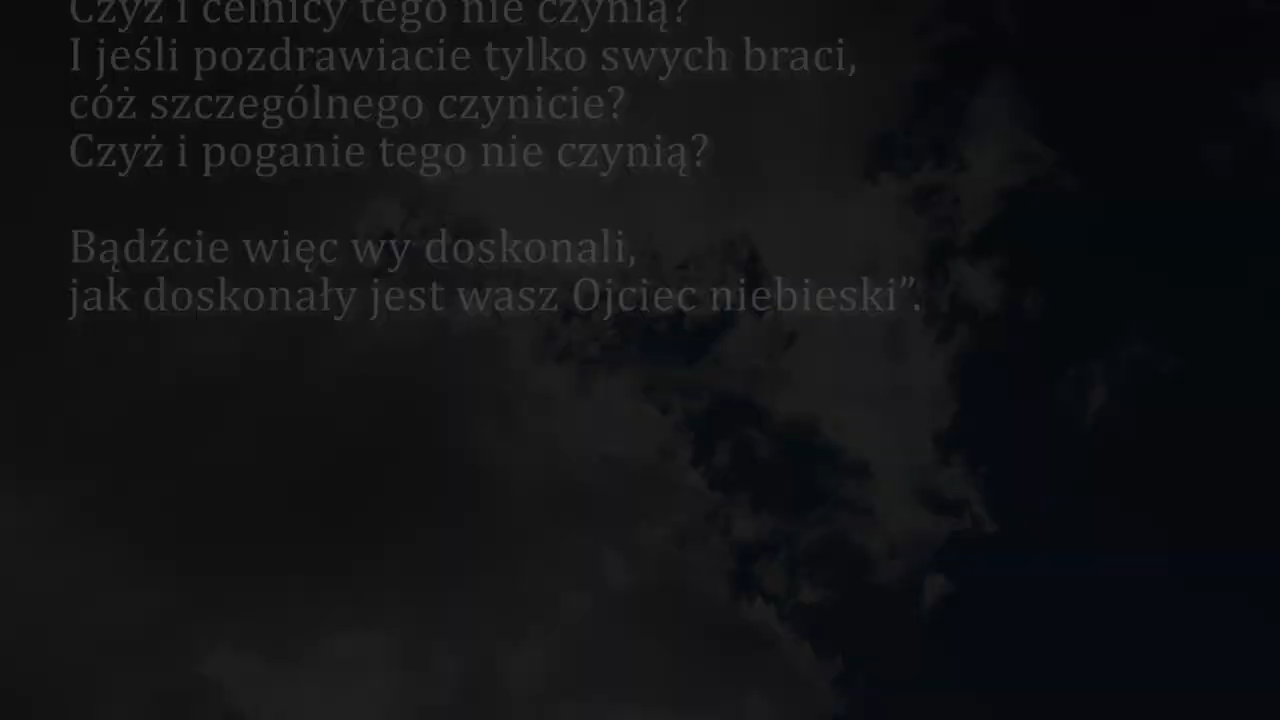 Czyż i celnicy tego nie czynią?
I jeśli pozdrawiacie tylko swych braci,
cóż szczególnego czynicie?
Czyż i poganie tego nie czynią?
Bądźcie więc wy doskonali,
jak doskonały jest wasz Ojciec niebieski”.